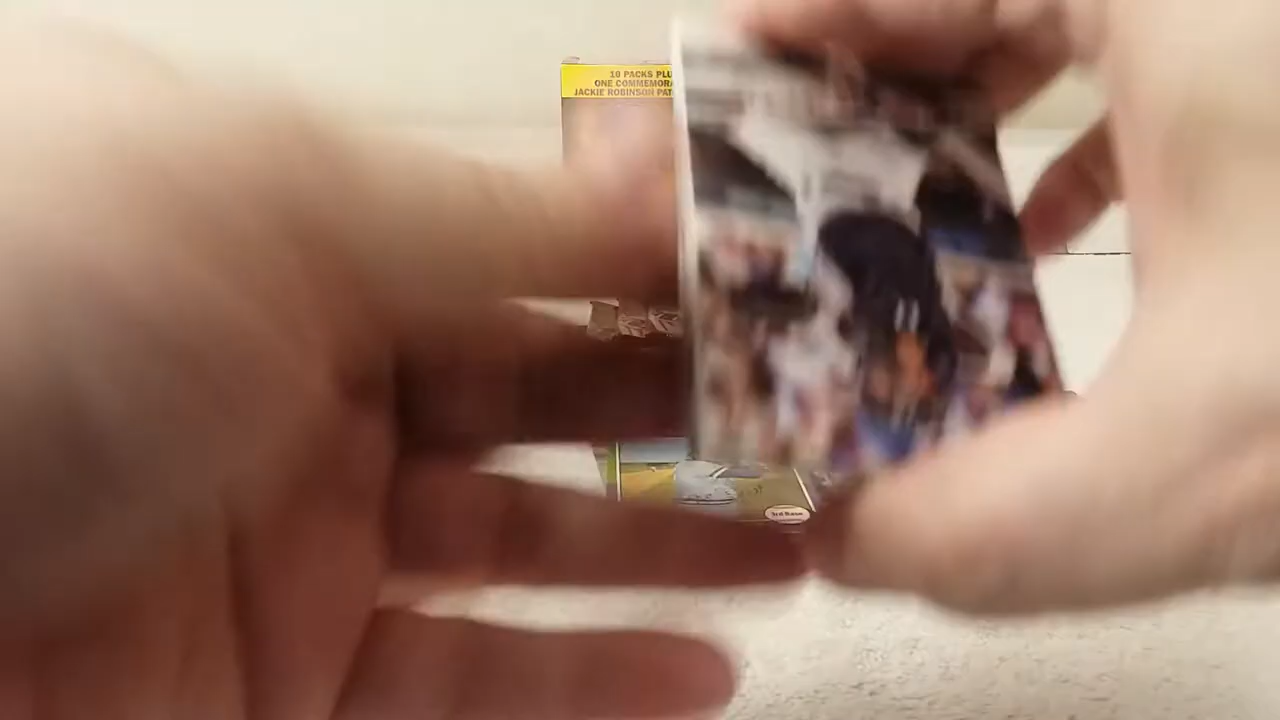 10 PACKS PLU
ONE COMMEMORA
JACKIE ROBINSON PAT
3rd Base